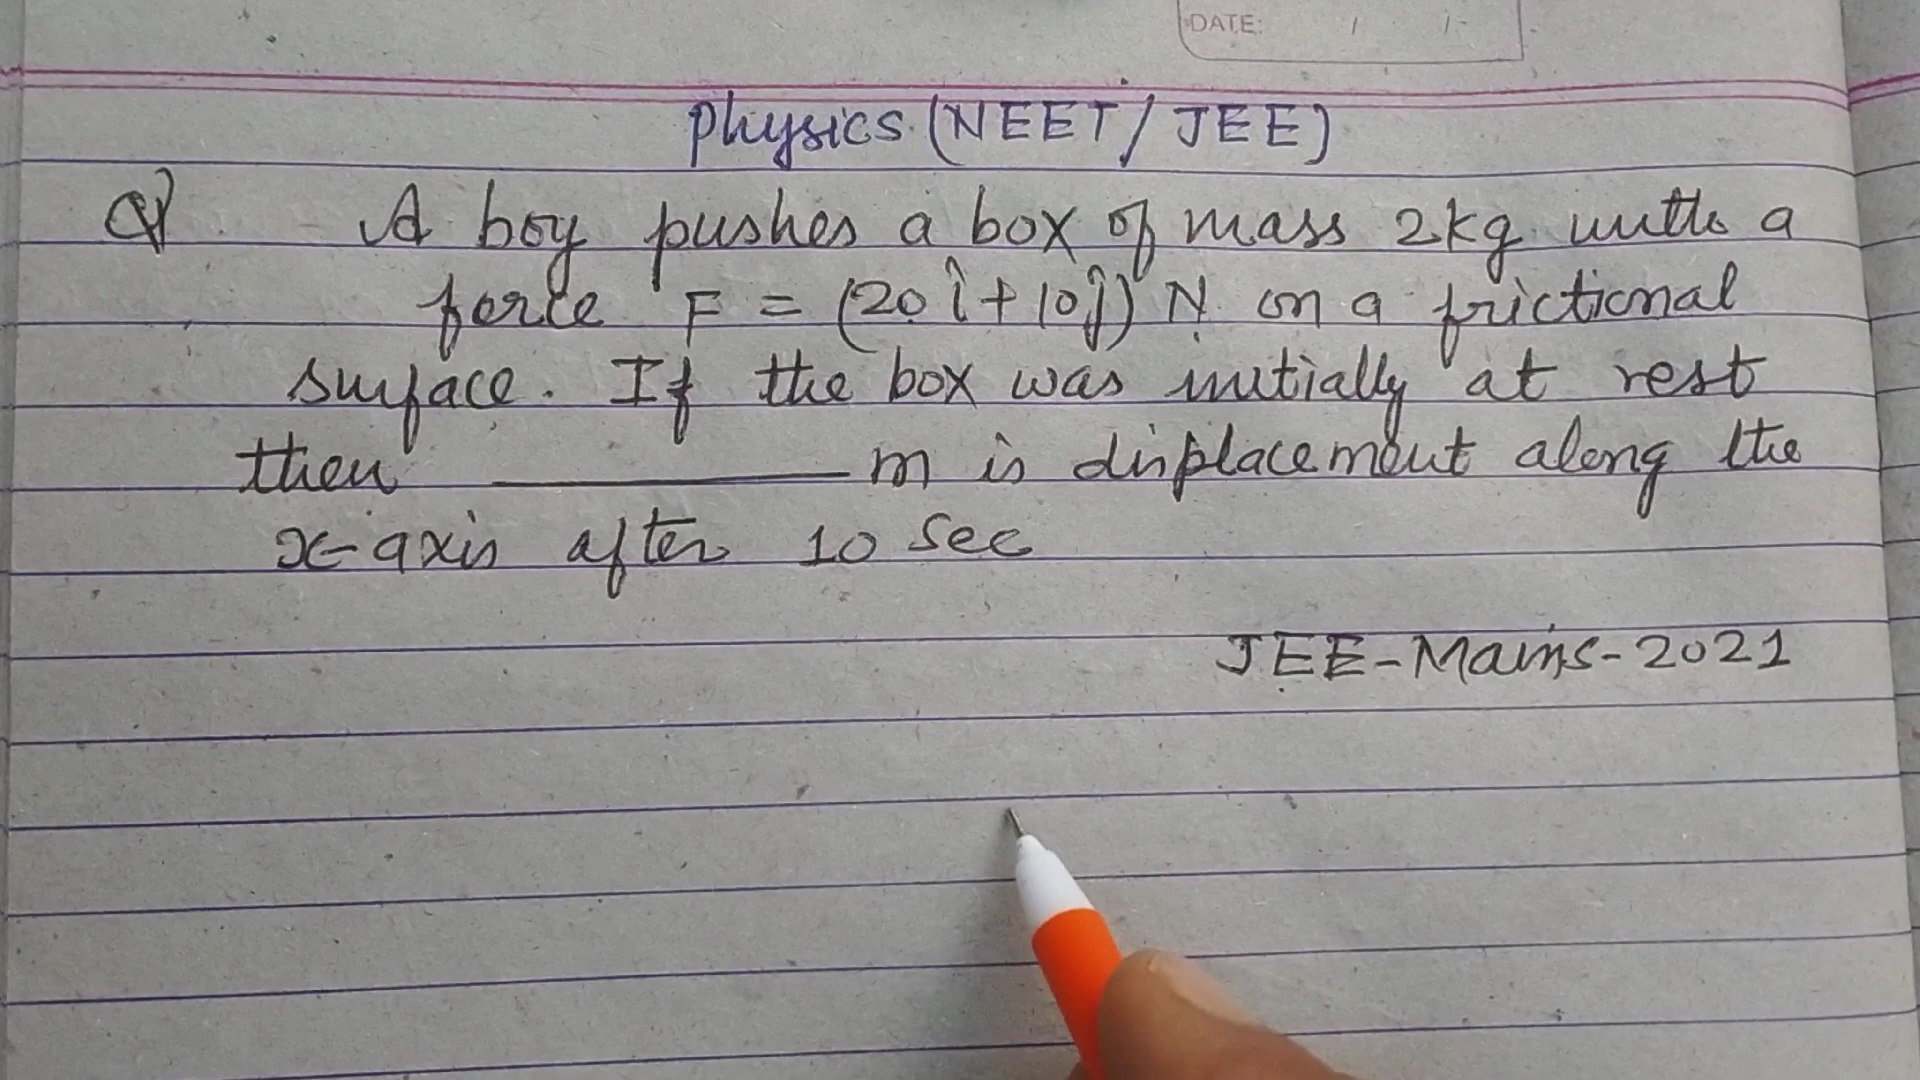 DATE: / /
Physics (NEET/JEE)
Q) A boy pushes a box of mass 2kg with a
force F = (20î+10ĵ) N on a frictional
surface. If the box was initially at rest
then ________ m is displacement along the
x-axis after 10 Sec
JEE-Mains-2021